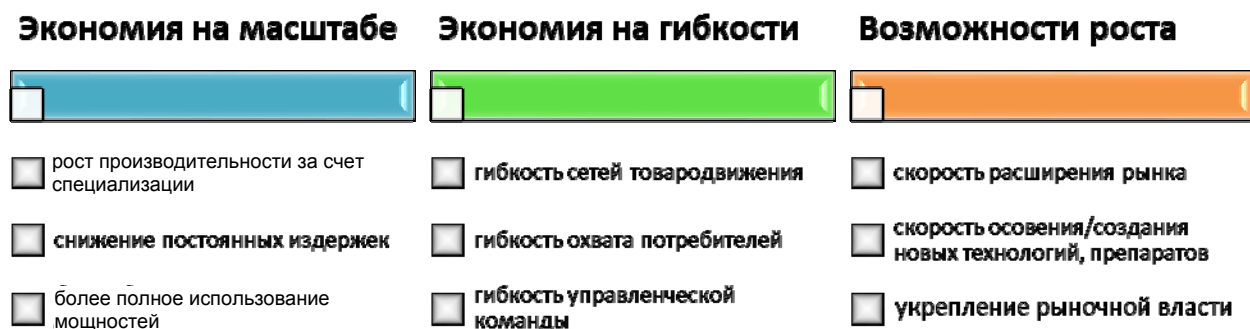 Экономия на масштабе
рост производительности за счет
специализации
снижение постоянных издержек
более полное использование
мощностей
Экономия на гибкости
гибкость сетей товародвижения
гибкость охвата потребителей
гибкость управленческой
команды
Возможности роста
скорость расширения рынка
скорость осовения/создания
новых технологий, препаратов
укрепление рыночной власти